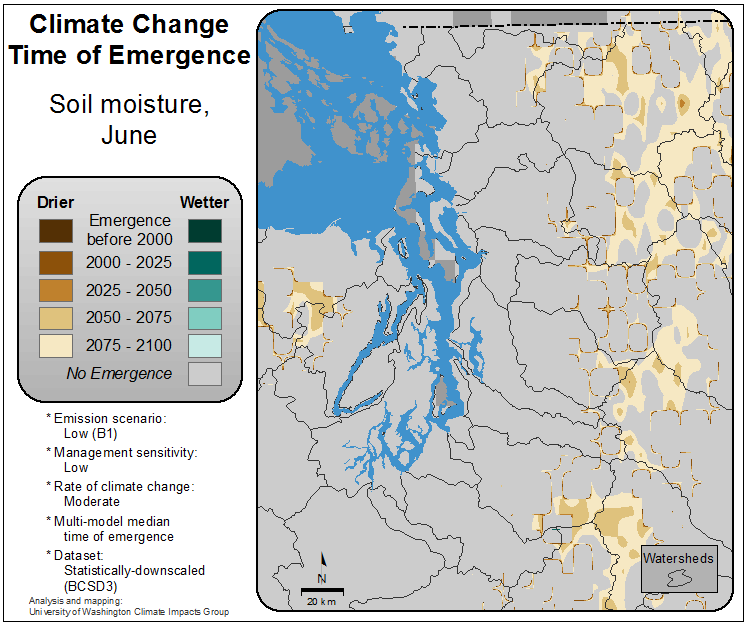 Climate Change
Time of Emergence
Soil moisture,
June
Drier
Wetter
Emergence
before 2000
2000 - 2025
2025 - 2050
2050 - 2075
2075 - 2100
No Emergence
* Emission scenario:
Low (B1)
* Management sensitivity:
Low
* Rate of climate change:
Moderate
* Multi-model median
time of emergence
* Dataset:
Statistically-downscaled
(BCSD3)
Analysis and mapping:
University of Washington Climate Impacts Group
N
20 km
Watersheds